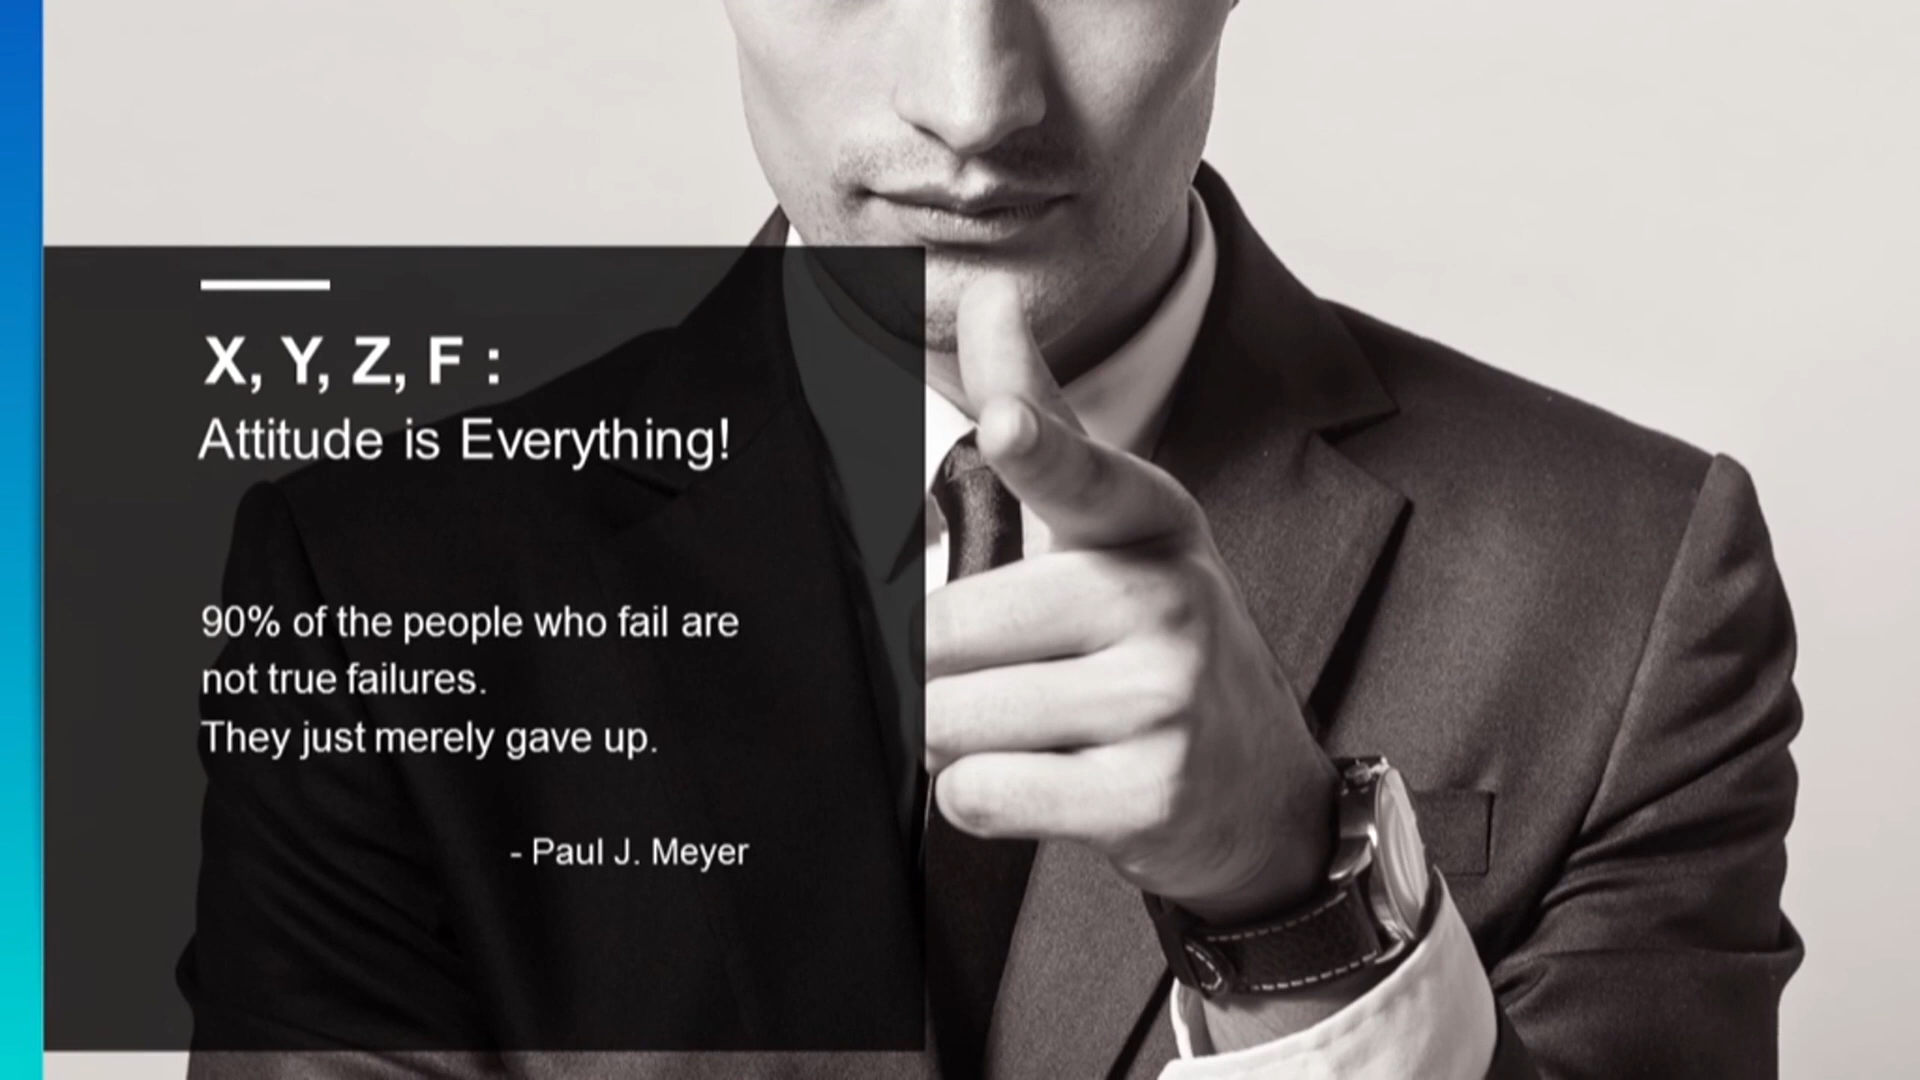 X, Y, Z, F :
Attitude is Everything!
90% of the people who fail are
not true failures.
They just merely gave up.
- Paul J. Meyer